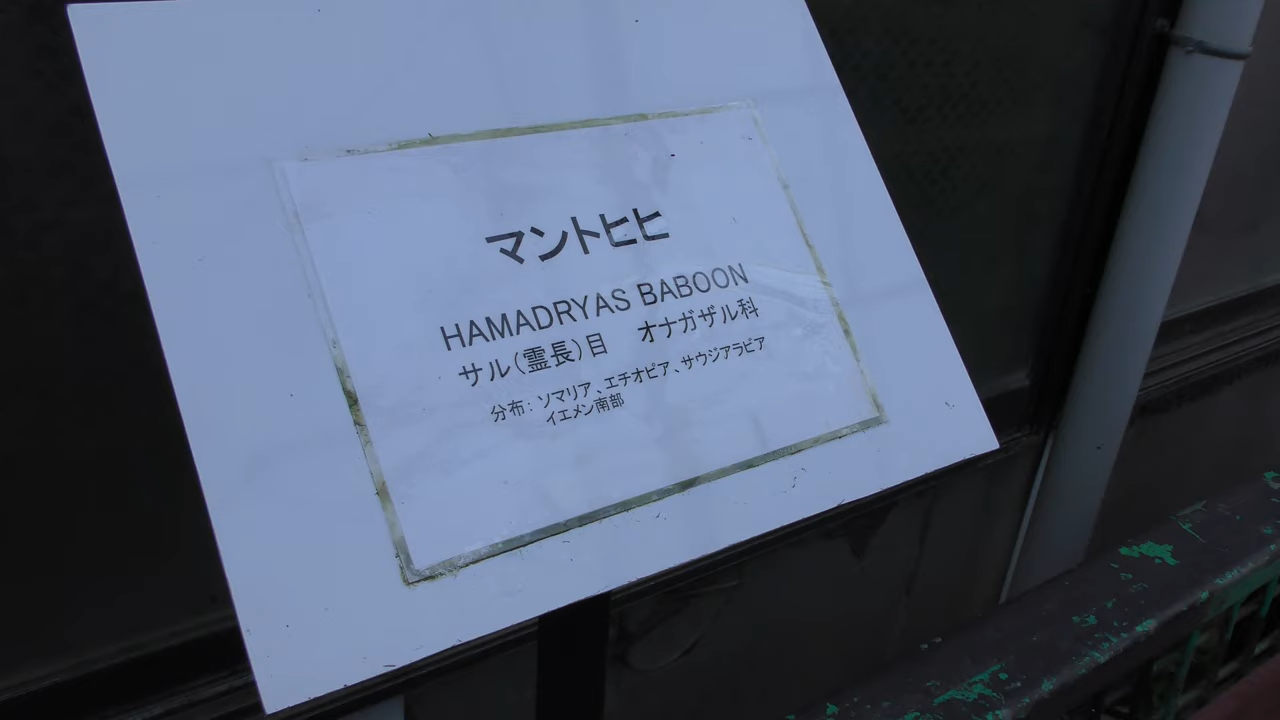 マントヒヒ
HAMADRYAS BABOON
サル(霊長)目　オナガザル科
分布: ソマリア、エチオピア、サウジアラビア
イエメン南部